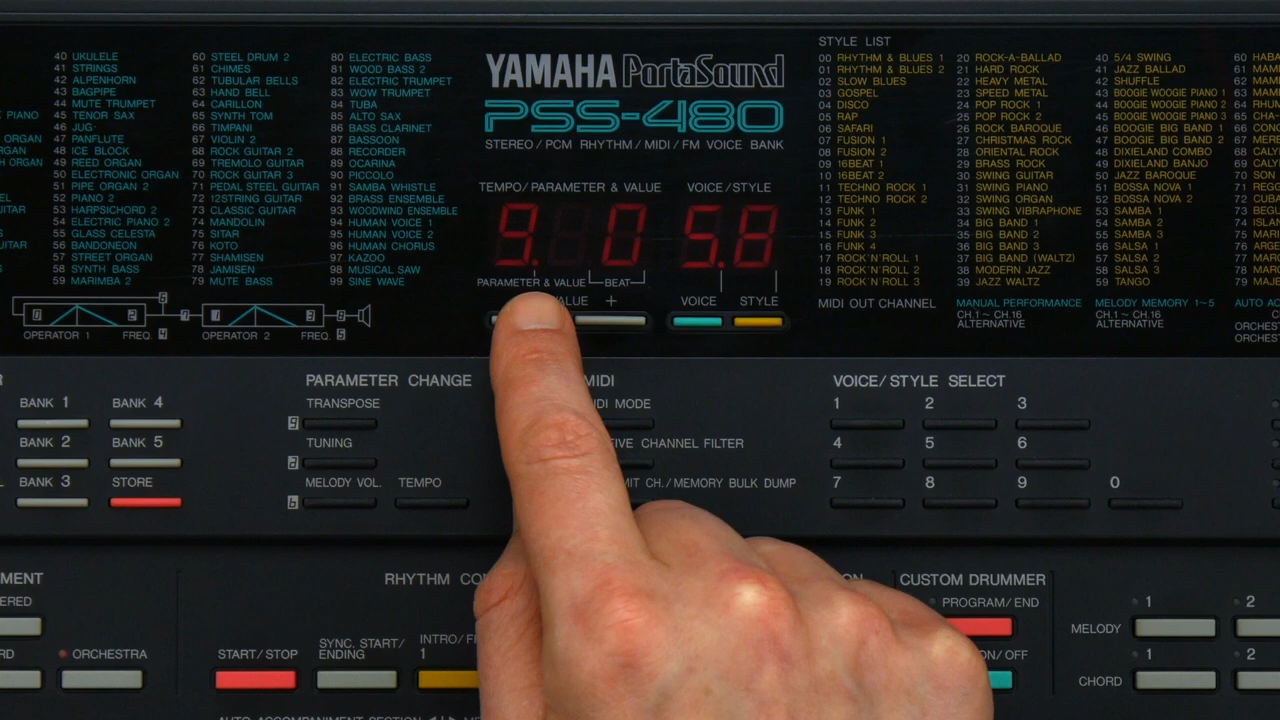 40 UKULELE
41 STRINGS
42 ALPENHORN
43 BAGPIPE
44 MUTE TRUMPET
45 TENOR SAX
46 JUG
47 PANFLUTE
48 ICE BLOCK
49 REED ORGAN
50 ELECTRONIC ORGAN
51 PIPE ORGAN 2
52 PIANO 2
53 HARPSICHORD 2
54 ELECTRIC PIANO 2
55 GLASS CELESTA
56 BANDONEON
57 STREET ORGAN
58 SYNTH BASS
59 MARIMBA 2
60 STEEL DRUM 2
61 CHIMES
62 TUBULAR BELLS
63 HAND BELL
64 CARILLON
65 SYNTH TOM
66 TIMPANI
67 VIOLIN 2
68 ROCK GUITAR 2
69 TREMOLO GUITAR
70 ROCK GUITAR 3
71 PEDAL STEEL GUITAR
72 12STRING GUITAR
73 CLASSIC GUITAR
74 MANDOLIN
75 SITAR
76 KOTO
77 SHAMISEN
78 JAMISEN
79 MUTE BASS
80 ELECTRIC BASS
81 WOOD BASS 2
82 ELECTRIC TRUMPET
83 WOW TRUMPET
84 TUBA
85 ALTO SAX
86 BASS CLARINET
87 BASSOON
88 RECORDER
89 OCARINA
90 PICCOLO
91 SAMBA WHISTLE
92 BRASS ENSEMBLE
93 WOODWIND ENSEMBLE
94 HUMAN VOICE 1
95 HUMAN VOICE 2
96 HUMAN CHORUS
97 KAZOO
98 MUSICAL SAW
99 SINE WAVE
PIANO
ORGAN
OPERATOR 1
FREQ. 4
OPERATOR 2
FREQ. 5
YAMAHA PortaSound
PSS-480
STEREO/PCM RHYTHM/MIDI/FM VOICE BANK
TEMPO/PARAMETER & VALUE
VOICE/STYLE
9. 0 5.8
PARAMETER & VALUE
BEAT
+
VOICE
STYLE
STYLE LIST
00 RHYTHM & BLUES 1
01 RHYTHM & BLUES 2
02 SLOW BLUES
03 GOSPEL
04 DISCO
05 RAP
06 SAFARI
07 FUSION 1
08 FUSION 2
09 16BEAT 1
10 16BEAT 2
11 TECHNO ROCK 1
12 TECHNO ROCK 2
13 FUNK 1
14 FUNK 2
15 FUNK 3
16 FUNK 4
17 ROCK'N'ROLL 1
18 ROCK'N'ROLL 2
19 ROCK'N'ROLL 3
20 ROCK-A-BALLAD
21 HARD ROCK
22 HEAVY METAL
23 SPEED METAL
24 POP ROCK 1
25 POP ROCK 2
26 ROCK BAROQUE
27 CHRISTMAS ROCK
28 ORIENTAL ROCK
29 BRASS ROCK
30 SWING GUITAR
31 SWING PIANO
32 SWING ORGAN
33 SWING VIBRAPHONE
34 BIG BAND 1
35 BIG BAND 2
36 BIG BAND 3
37 BIG BAND (WALTZ)
38 MODERN JAZZ
39 JAZZ WALTZ
40 5/4 SWING
41 JAZZ BALLAD
42 SHUFFLE
43 BOOGIE WOOGIE PIANO 1
44 BOOGIE WOOGIE PIANO 2
45 BOOGIE WOOGIE PIANO 3
46 BOOGIE BIG BAND 1
47 BOOGIE BIG BAND 2
48 DIXIELAND COMBO
49 DIXIELAND BANJO
50 JAZZ BAROQUE
51 BOSSA NOVA 1
52 BOSSA NOVA 2
53 SAMBA 1
54 SAMBA 2
55 SAMBA 3
56 SALSA 1
57 SALSA 2
58 SALSA 3
59 TANGO
MIDI OUT CHANNEL
MANUAL PERFORMANCE
CH.1~CH.16
ALTERNATIVE
MELODY MEMORY 1~5
CH.1~CH.16
ALTERNATIVE
BANK 1
BANK 4
BANK 2
BANK 5
BANK 3
STORE
PARAMETER CHANGE
TRANSPOSE
TUNING
MELODY VOL.
TEMPO
MIDI
MIDI MODE
CHANNEL FILTER
CH./MEMORY BULK DUMP
VOICE/STYLE SELECT
1 2 3
4 5 6
7 8 9 0
ORCHESTRA
RHYTHM
START/STOP
SYNC. START/
ENDING
1
CUSTOM DRUMMER
PROGRAM/END
ON/OFF
MELODY
1
2
CHORD
1
2